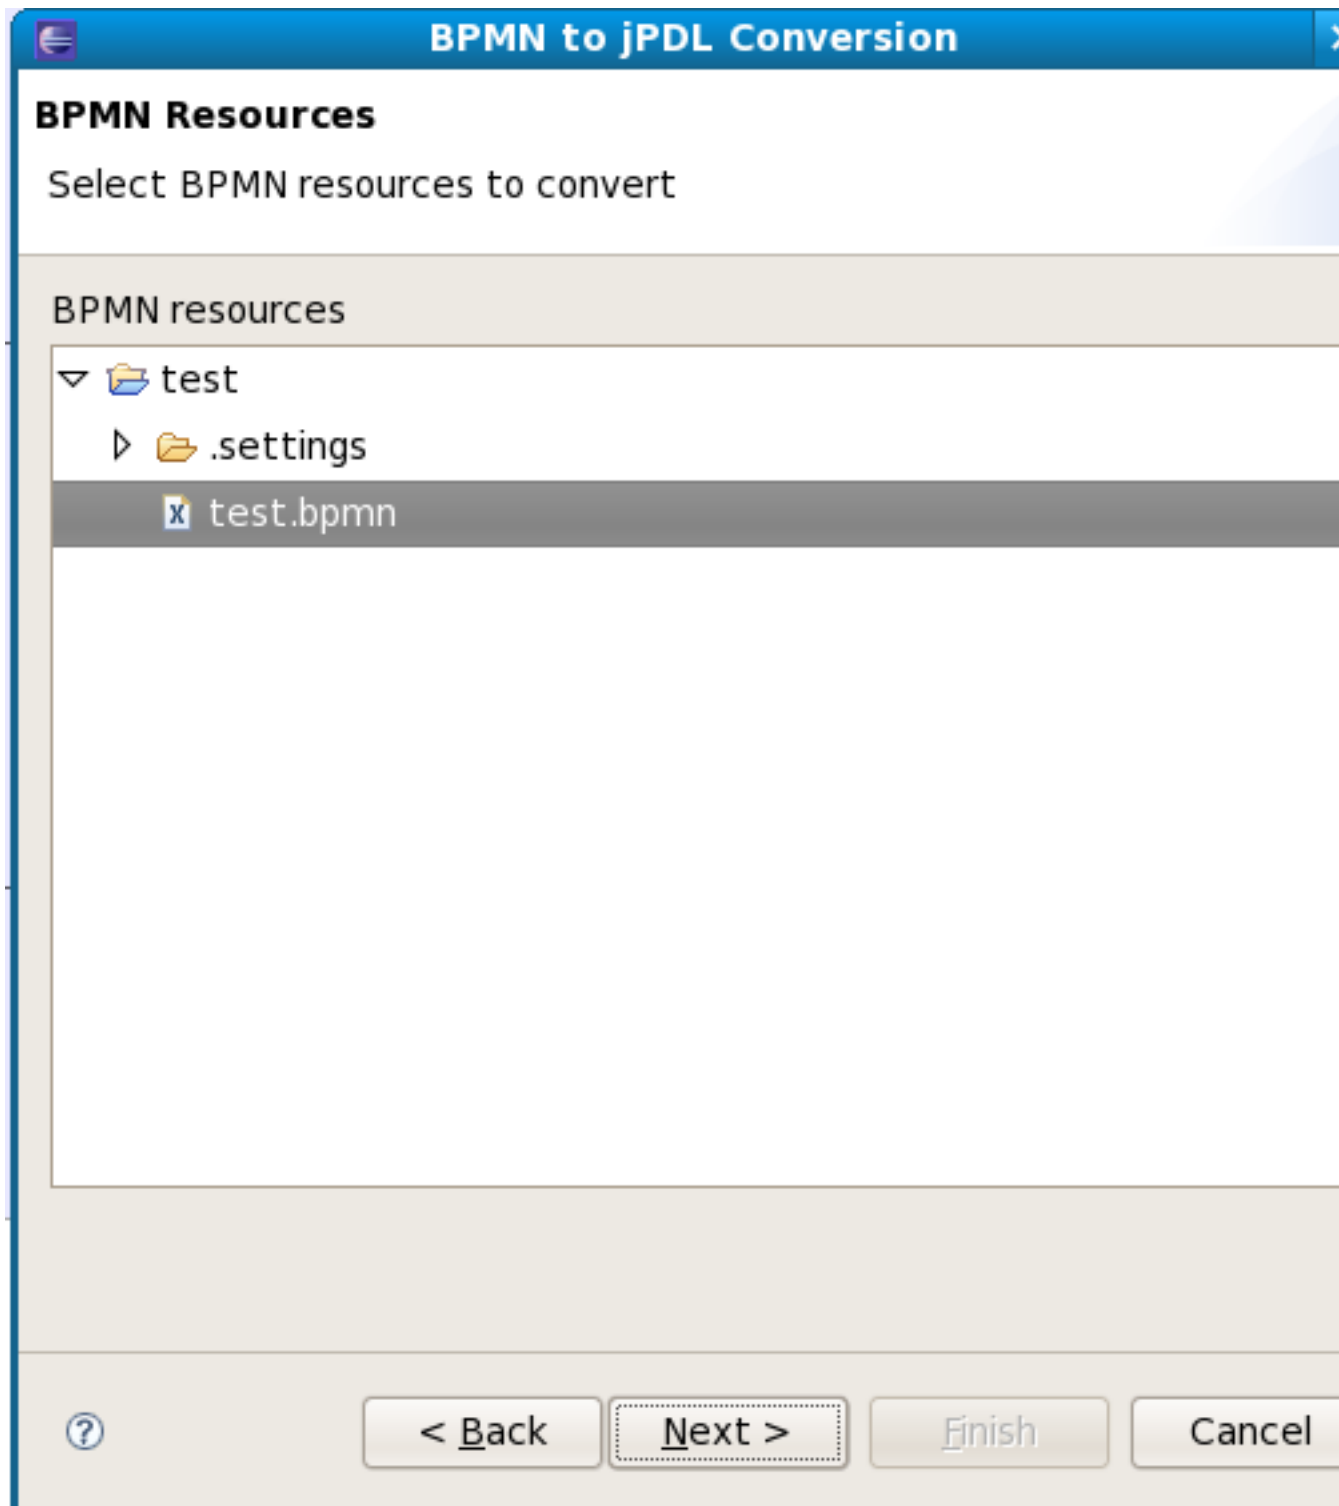 BPMN to jPDL Conversion
BPMN Resources
Select BPMN resources to convert
BPMN resources
test
.settings
test.bpmn
< Back Next > Finish Cancel